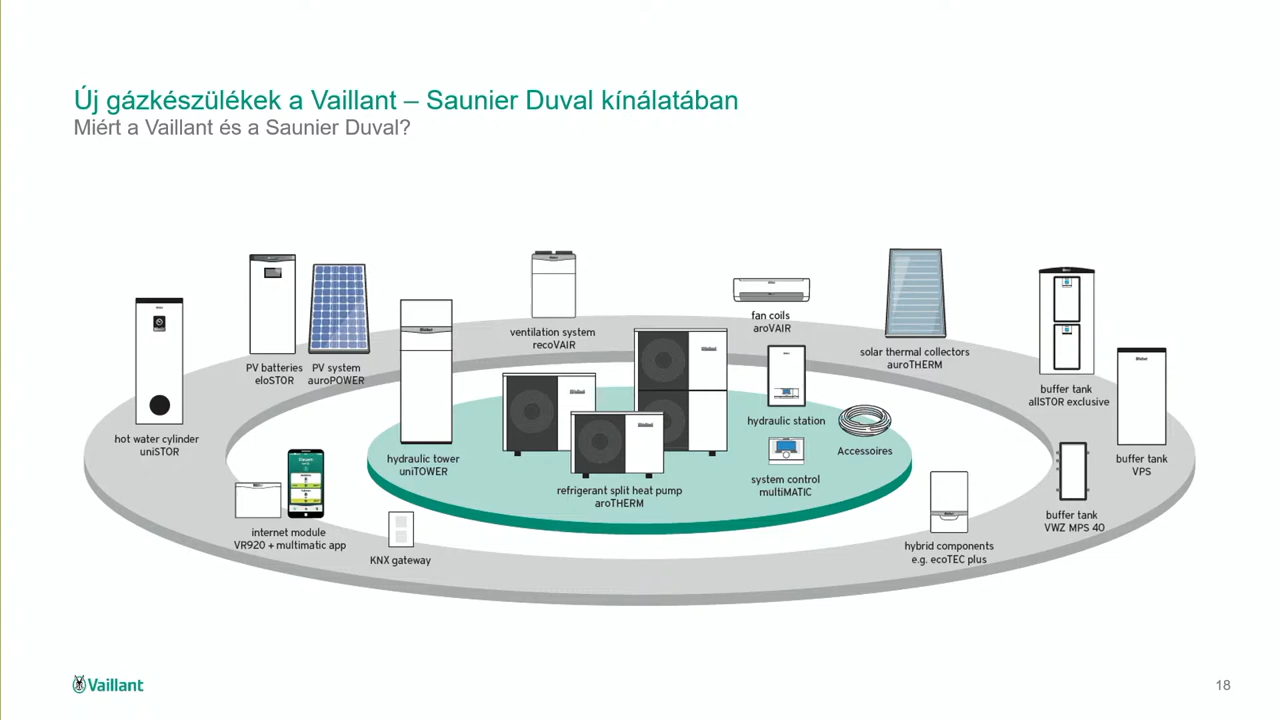 Új gázkészülékek a Vaillant – Saunier Duval kínálatában
Miért a Vaillant és a Saunier Duval?
PV batteries
eloSTOR
PV system
auroPOWER
ventilation system
recoVAIR
fan coils
aroVAIR
solar thermal collectors
auroTHERM
buffer tank
allSTOR exclusive
hot water cylinder
uniSTOR
hydraulic tower
uniTOWER
refrigerant split heat pump
aroTHERM
hydraulic station
Accessoires
system control
multiMATIC
buffer tank
VPS
internet module
VR920 + multimatic app
KNX gateway
hybrid components
e.g. ecoTEC plus
buffer tank
VWZ MPS 40
Vaillant
18